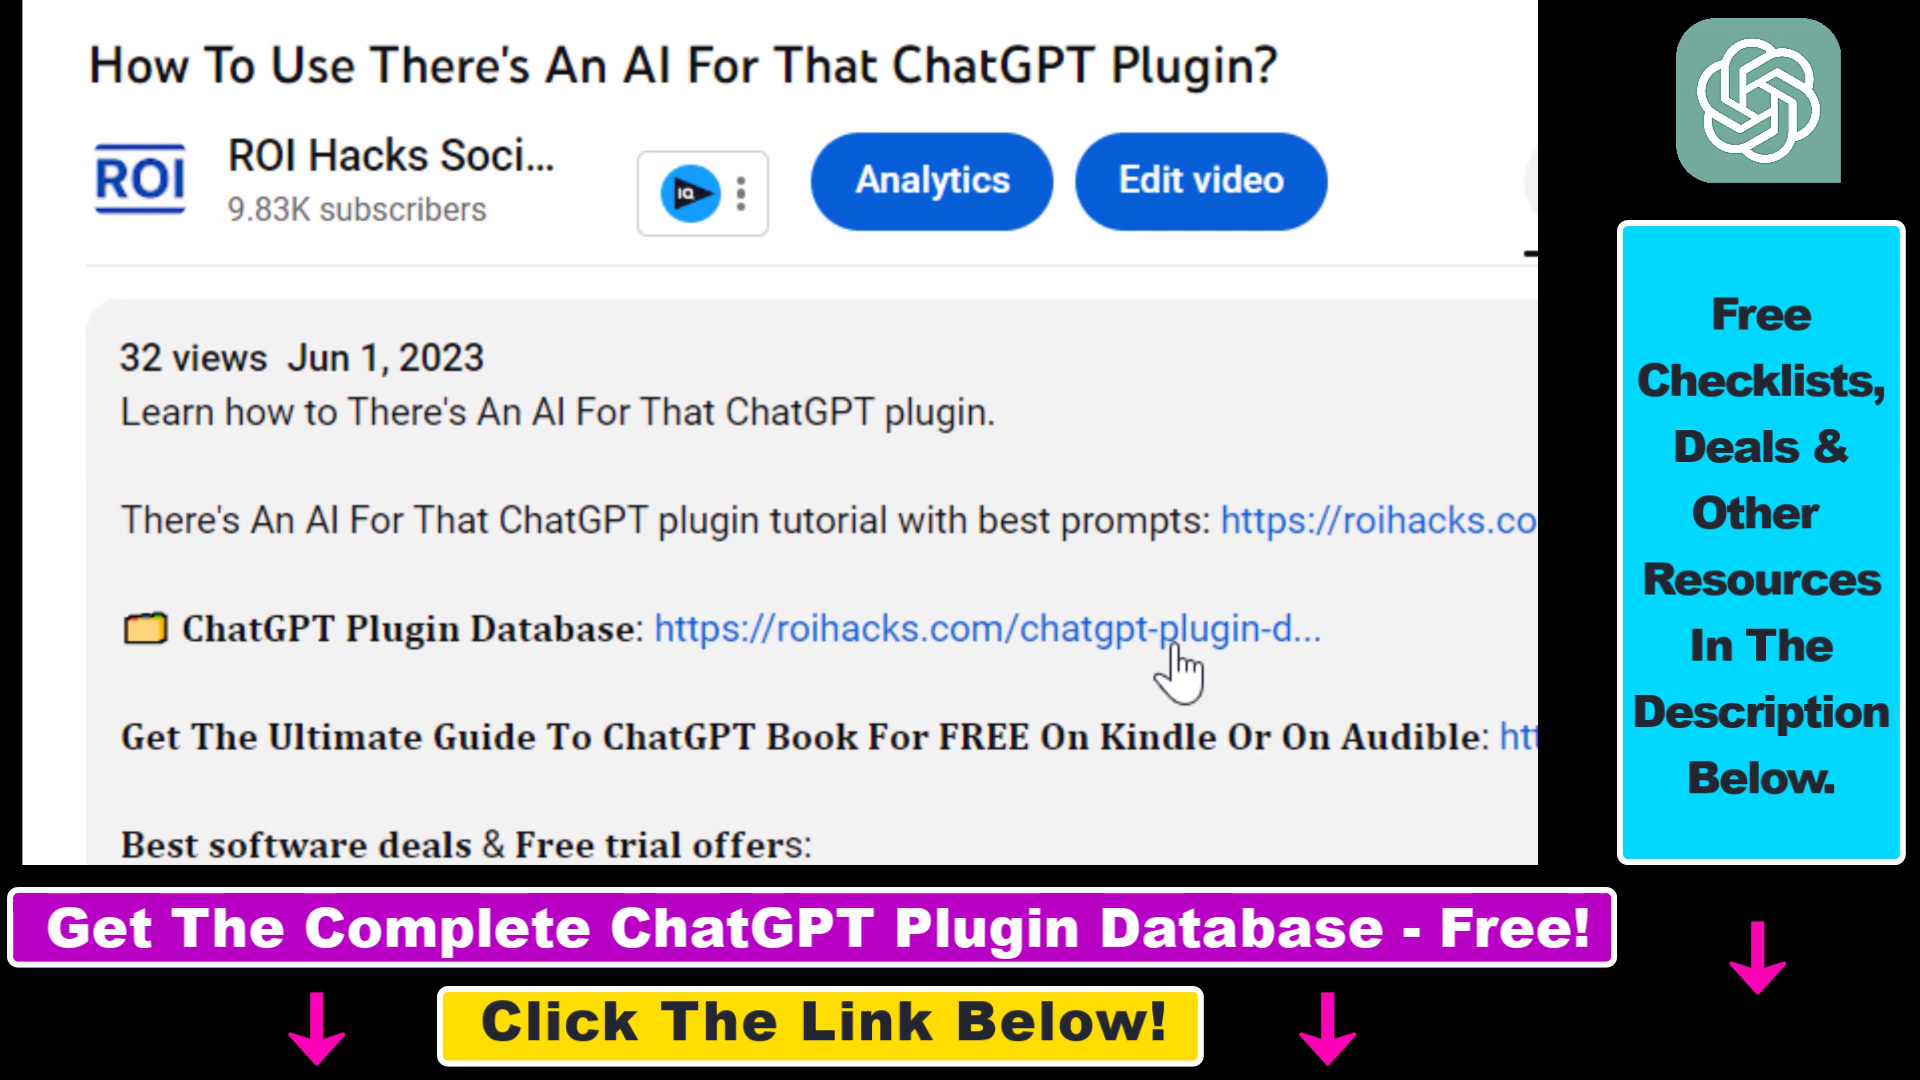 How To Use There's An AI For That ChatGPT Plugin?
ROI
ROI Hacks Soci...
9.83K subscribers
IQ
Analytics
Edit video
32 views Jun 1, 2023
Learn how to There's An AI For That ChatGPT plugin.
There's An AI For That ChatGPT plugin tutorial with best prompts: https://roihacks.co
ChatGPT Plugin Database: https://roihacks.com/chatgpt-plugin-d...
Get The Ultimate Guide To ChatGPT Book For FREE On Kindle Or On Audible: htt
Best software deals & Free trial offers:
Free
Checklists,
Deals &
Other
Resources
In The
Description
Below.
Get The Complete ChatGPT Plugin Database - Free!
Click The Link Below!